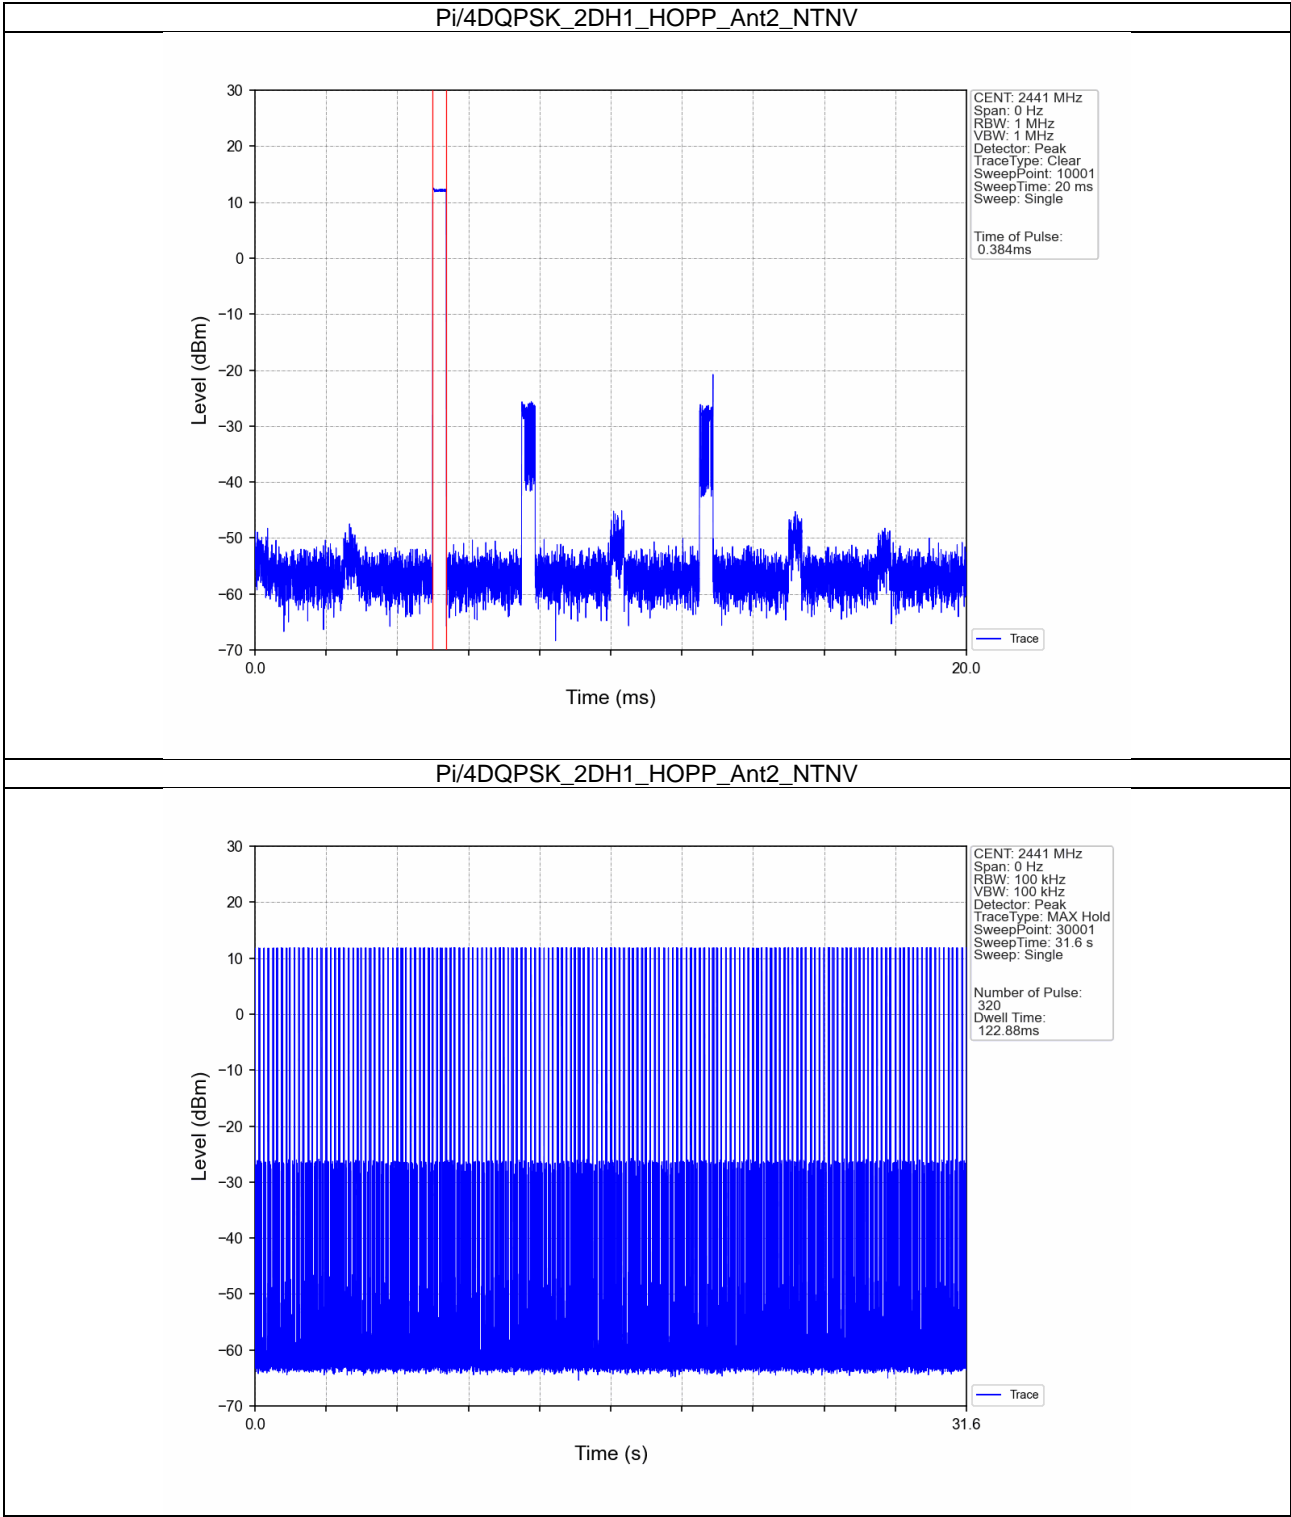 Pi/4DQPSK_2DH1_HOPP_Ant2_NTNV
30
20
10
0
−10
−20
−30
−40
−50
−60
−70
Level (dBm)
0.0
20.0
Time (ms)
CENT: 2441 MHz
Span: 0 Hz
RBW: 1 MHz
VBW: 1 MHz
Detector: Peak
TraceType: Clear
SweepPoint: 10001
SweepTime: 20 ms
Sweep: Single
Time of Pulse:
0.384ms
Trace
Pi/4DQPSK_2DH1_HOPP_Ant2_NTNV
30
20
10
0
−10
−20
−30
−40
−50
−60
−70
Level (dBm)
0.0
31.6
Time (s)
CENT: 2441 MHz
Span: 0 Hz
RBW: 100 kHz
VBW: 100 kHz
Detector: Peak
TraceType: MAX Hold
SweepPoint: 30001
SweepTime: 31.6 s
Sweep: Single
Number of Pulse:
320
Dwell Time:
122.88ms
Trace